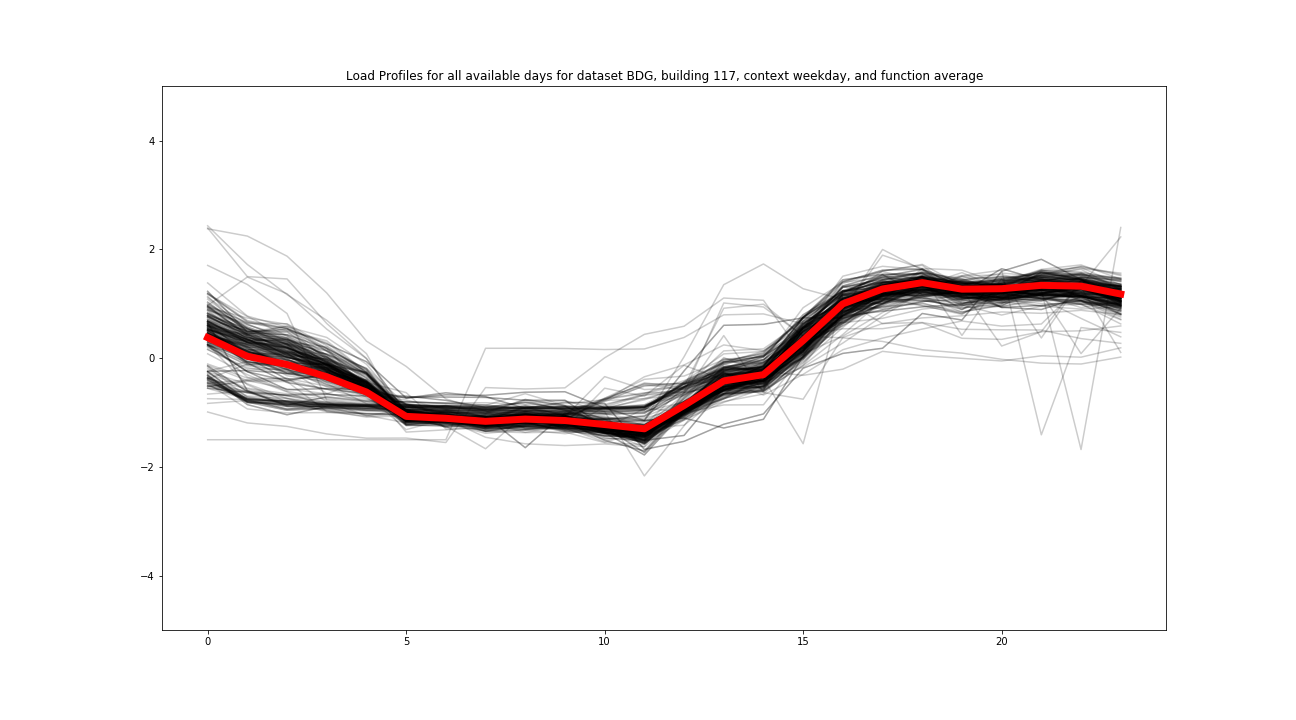 Load Profiles for all available days for dataset BDG, building 117, context weekday, and function average
4
2
0
−2
−4
0 5 10 15 20